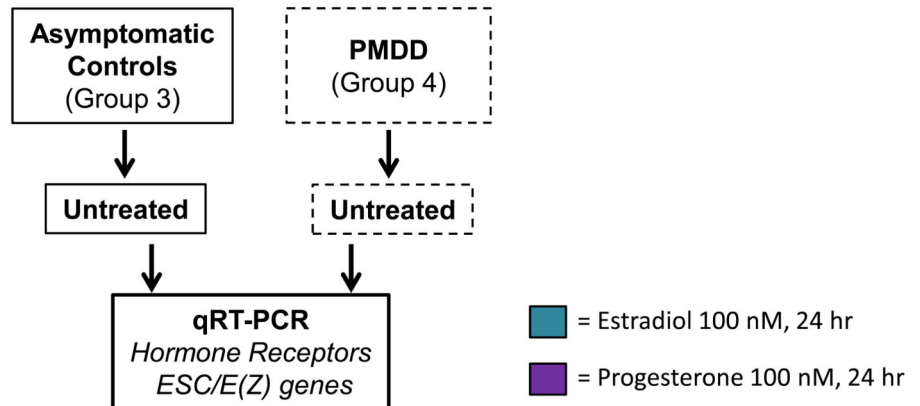 Asymptomatic
Controls
(Group 3)
PMDD
(Group 4)
Untreated
Untreated
qRT-PCR
Hormone Receptors
ESC/E(Z) genes
= Estradiol 100 nM, 24 hr
= Progesterone 100 nM, 24 hr